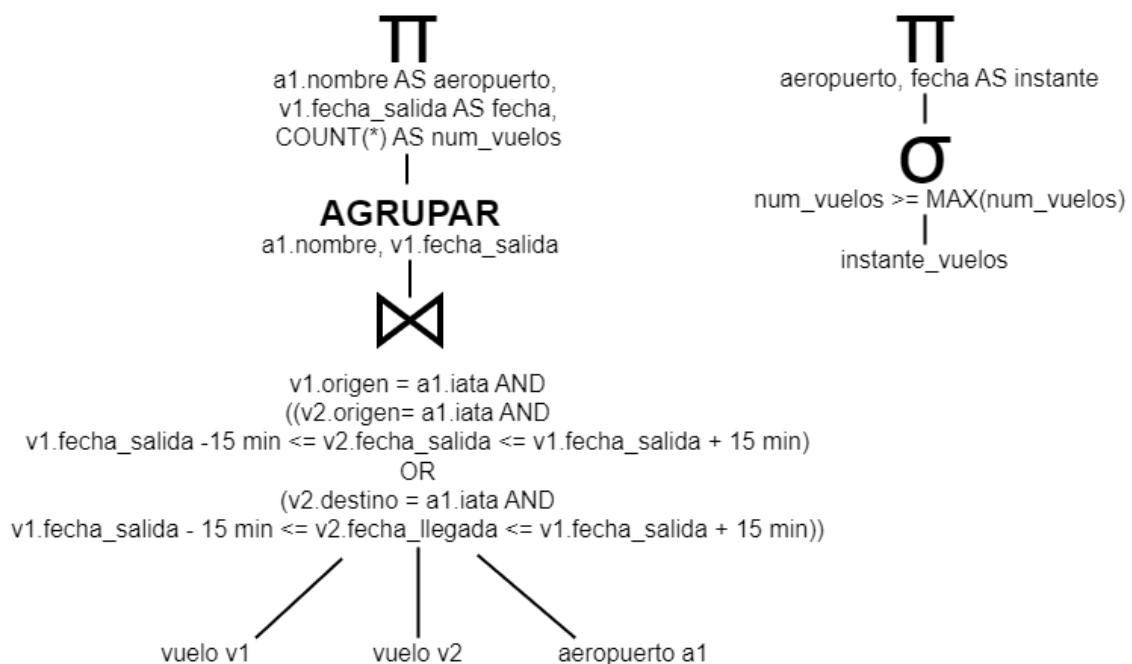 π
a1.nombre AS aeropuerto,
v1.fecha_salida AS fecha,
COUNT(*) AS num_vuelos
AGRUPAR
a1.nombre, v1.fecha_salida
⋈
v1.origen = a1.iata AND
((v2.origen= a1.iata AND
v1.fecha_salida -15 min <= v2.fecha_salida <= v1.fecha_salida + 15 min)
OR
(v2.destino = a1.iata AND
v1.fecha_salida - 15 min <= v2.fecha_llegada <= v1.fecha_salida + 15 min))
vuelo v1
vuelo v2
aeropuerto a1
π
aeropuerto, fecha AS instante
σ
num_vuelos >= MAX(num_vuelos)
instante_vuelos